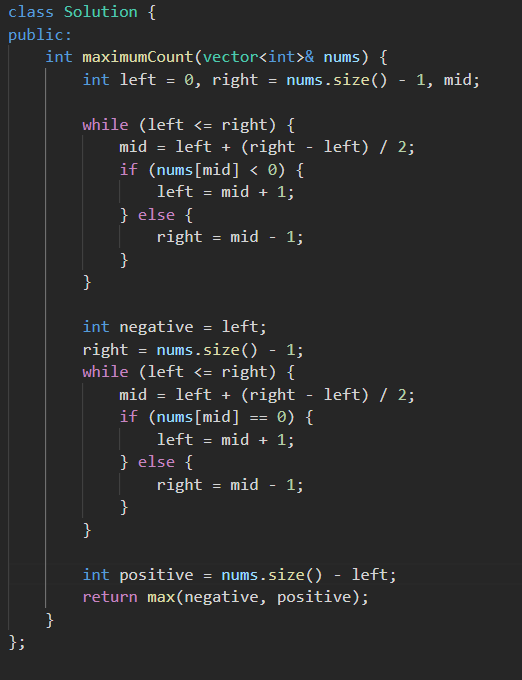 class Solution {
public:
    int maximumCount(vector<int>& nums) {
        int left = 0, right = nums.size() - 1, mid;

        while (left <= right) {
            mid = left + (right - left) / 2;
            if (nums[mid] < 0) {
                left = mid + 1;
            } else {
                right = mid - 1;
            }
        }

        int negative = left;
        right = nums.size() - 1;
        while (left <= right) {
            mid = left + (right - left) / 2;
            if (nums[mid] == 0) {
                left = mid + 1;
            } else {
                right = mid - 1;
            }
        }

        int positive = nums.size() - left;
        return max(negative, positive);
    }
};